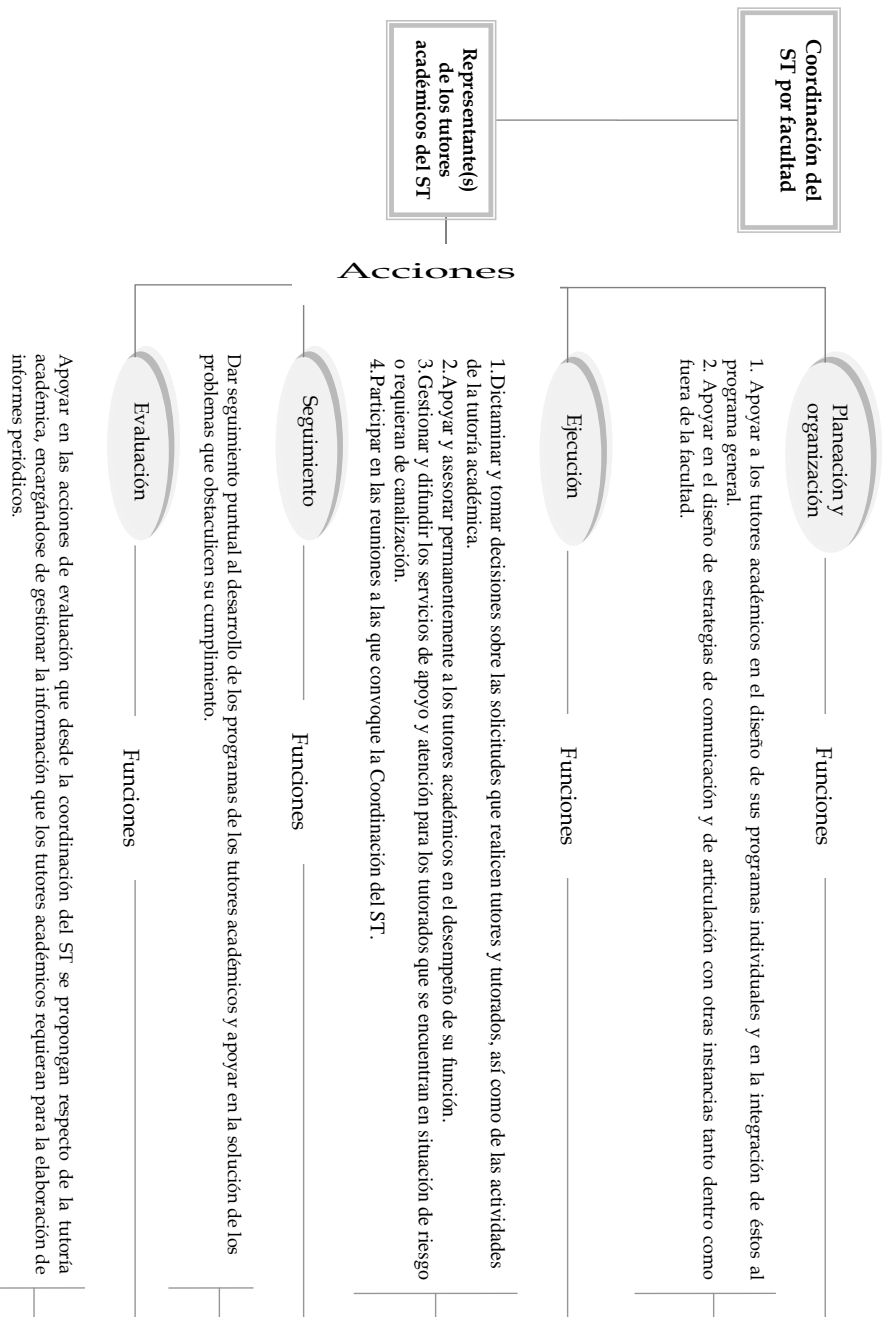 Coordinación del
ST por facultad
Representante(s)
de los tutores
académicos del ST
Acciones
Planeación y
organización
Funciones
1. Apoyar a los tutores académicos en el diseño de sus programas individuales y en la integración de éstos al
programa general.
2. Apoyar en el diseño de estrategias de comunicación y de articulación con otras instancias tanto dentro como
fuera de la facultad.
Ejecución
Funciones
1.Dictaminar y tomar decisiones sobre las solicitudes que realicen tutores y tutorados, así como de las actividades
de la tutoría académica.
2.Apoyar y asesorar permanentemente a los tutores académicos en el desempeño de su función.
3.Gestionar y difundir los servicios de apoyo y atención para los tutorados que se encuentran en situación de riesgo
o requieran de canalización.
4.Participar en las reuniones a las que convoque la Coordinación del ST.
Seguimiento
Funciones
Dar seguimiento puntual al desarrollo de los programas de los tutores académicos y apoyar en la solución de los
problemas que obstaculicen su cumplimiento.
Evaluación
Funciones
Apoyar en las acciones de evaluación que desde la coordinación del ST se propongan respecto de la tutoría
académica, encargándose de gestionar la información que los tutores académicos requieran para la elaboración de
informes periódicos.